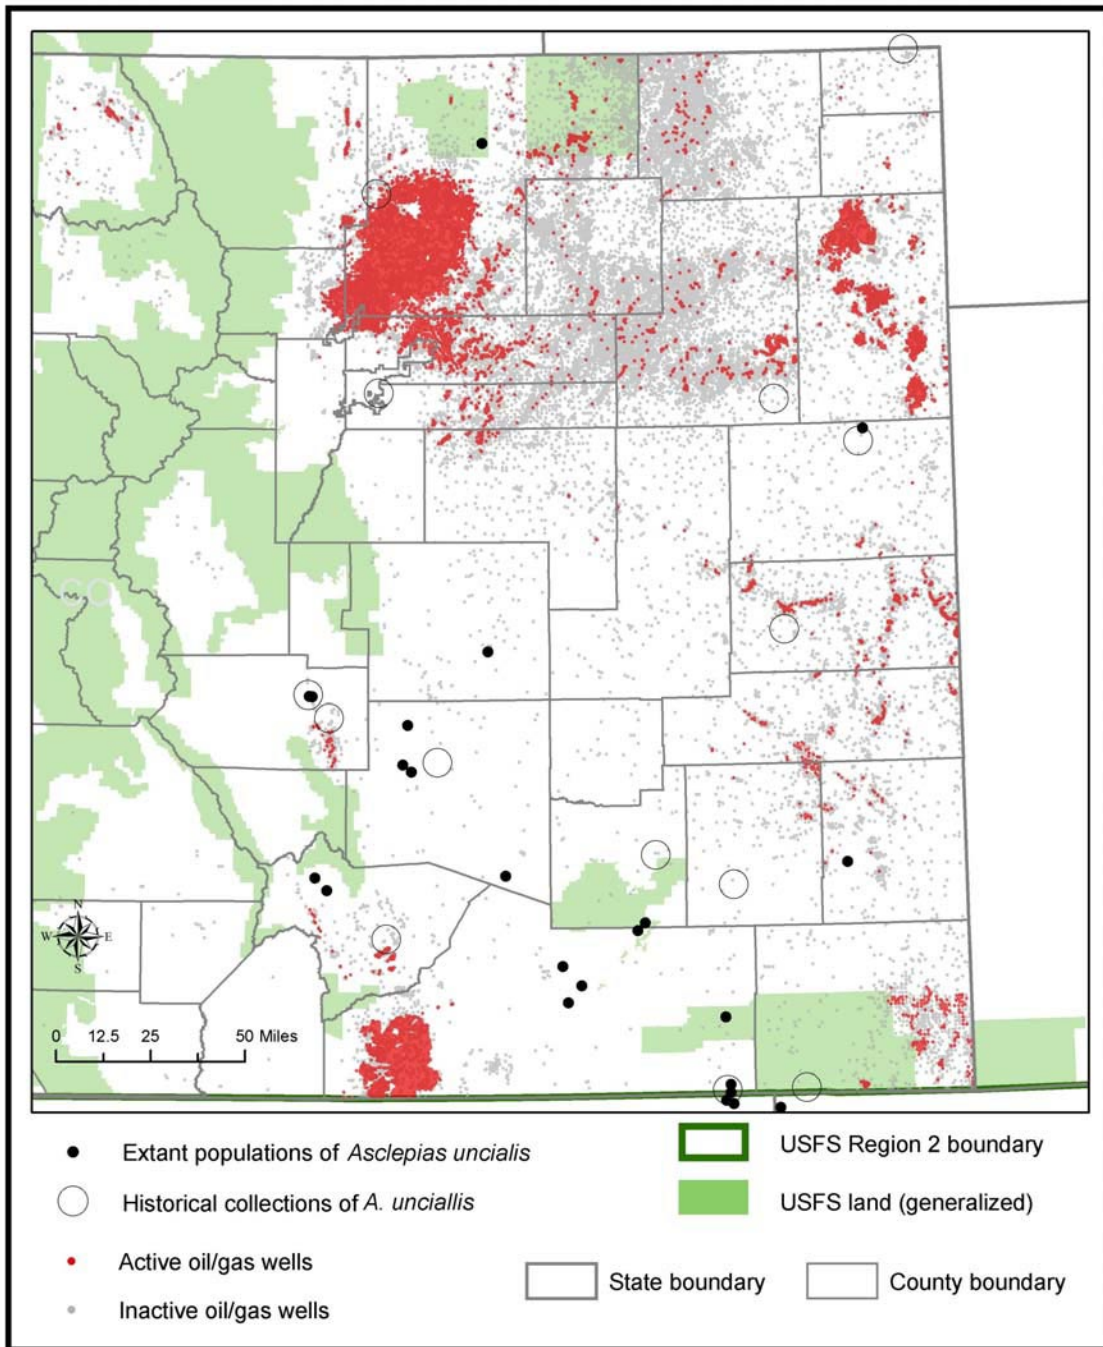 CO
N
W E
S
0 12.5 25 50 Miles
Extant populations of Asclepias uncialis
Historical collections of A. unciallis
Active oil/gas wells
Inactive oil/gas wells
USFS Region 2 boundary
USFS land (generalized)
State boundary
County boundary